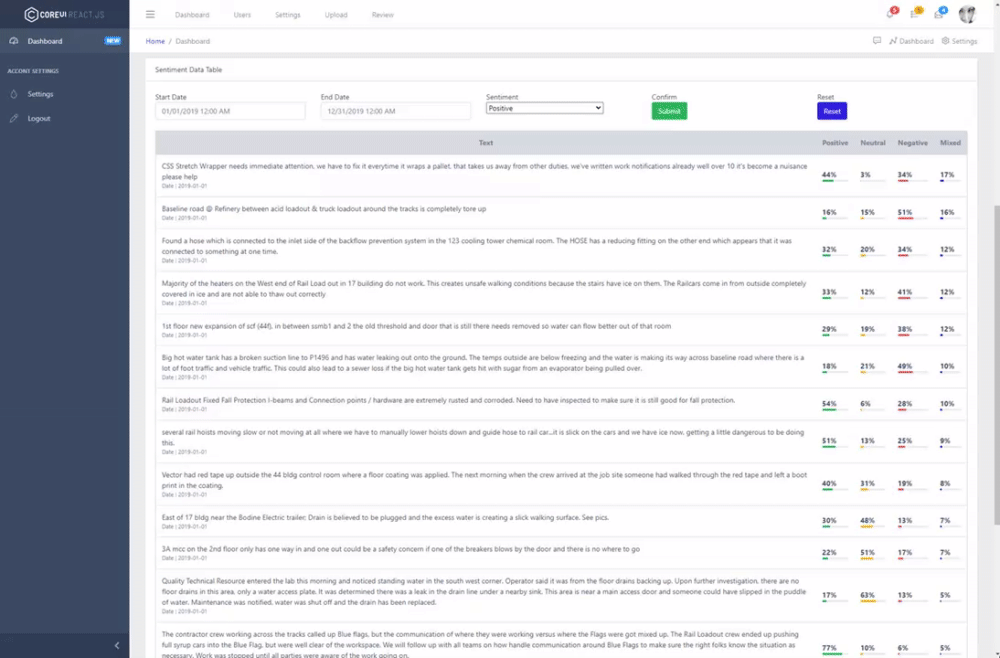 COREUI REACT.JS
Dashboard Users Settings Upload Review
5 5 4
Dashboard NEW
Home / Dashboard
Dashboard Settings
ACCONT SETTINGS
Settings
Logout
Sentiment Data Table
Start Date End Date Sentiment Confirm Reset
01/01/2019 12:00 AM 12/31/2019 12:00 AM Positive Submit Reset
Text Positive Neutral Negative Mixed
CSS Stretch Wrapper needs immediate attention, we have to fix it everytime it wraps a pallet, that takes us away from other duties, we've written work notifications already well over 10 it's become a nuisance
please help
Date : 2019-01-01
44% 3% 34% 17%
Baseline road @ Refinery between acid loadout & truck loadout around the tracks is completely tore up
Date : 2019-01-01
16% 15% 51% 16%
Found a hose which is connected to the inlet side of the backflow prevention system in the 123 cooling tower chemical room. The HOSE has a reducing fitting on the other end which appears that it was
connected to something at one time.
Date : 2019-01-01
32% 20% 34% 12%
Majority of the heaters on the West end of Rail Load out in 17 building do not work. This creates unsafe walking conditions because the stairs have ice on them. The Railcars come in from outside completely
covered in ice and are not able to thaw out correctly
Date : 2019-01-01
33% 12% 41% 12%
1st floor new expansion of scf (44f), in between ssmb1 and 2 the old threshold and door that is still there needs removed so water can flow better out of that room
Date : 2019-01-01
29% 19% 38% 12%
Big hot water tank has a broken suction line to P1496 and has water leaking out onto the ground. The temps outside are below freezing and the water is making its way across baseline road where there is a
lot of foot traffic and vehicle traffic. This could also lead to a sewer loss if the big hot water tank gets hit with sugar from an evaporator being pulled over.
Date : 2019-01-01
18% 21% 49% 10%
Rail Loadout Fixed Fall Protection I-beams and Connection points / hardware are extremely rusted and corroded. Need to have inspected to make sure it is still good for fall protection.
Date : 2019-01-01
54% 6% 28% 10%
several rail hoists moving slow or not moving at all where we have to manually lower hoists down and guide hose to rail car...it is slick on the cars and we have ice now. getting a little dangerous to be doing
this.
Date : 2019-01-01
51% 13% 25% 9%
Vector had red tape up outside the 44 bldg control room where a floor coating was applied. The next morning when the crew arrived at the job site someone had walked through the red tape and left a boot
print in the coating.
Date : 2019-01-01
40% 31% 19% 8%
East of 17 bldg near the Bodine Electric trailer; Drain is believed to be plugged and the excess water is creating a slick walking surface. See pics.
Date : 2019-01-01
30% 48% 13% 7%
3A mcc on the 2nd floor only has one way in and one out could be a safety concern if one of the breakers blows by the door and there is no where to go
Date : 2019-01-01
22% 51% 17% 7%
Quality Technical Resource entered the lab this morning and noticed standing water in the south west corner. Operator said it was from the floor drains backing up. Upon further investigation, there are no
floor drains in this area, only a water access plate. It was determined there was a leak in the drain line under a nearby sink. This area is near a main access door and someone could have slipped in the puddle
of water. Maintenance was notified, water was shut off and the drain has been replaced.
Date : 2019-01-01
17% 63% 13% 5%
The contractor crew working across the tracks called up Blue flags, but the communication of where they were working versus where the Flags were got mixed up. The Rail Loadout crew ended up pushing
full syrup cars into the Blue Flag, but were well clear of the workspace. We will follow up with all teams on how handle communication around Blue Flags to make sure the right folks know the situation as
necessary. Work was stopped until all parties were aware of the work going on.
77% 10% 6% 5%